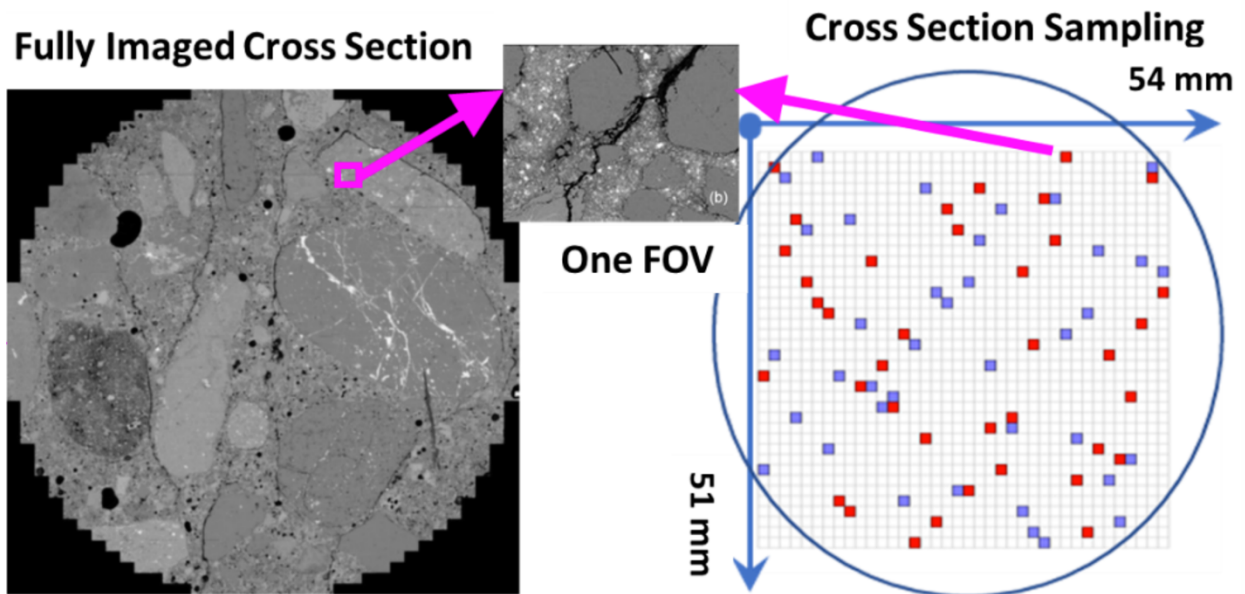 Fully Imaged Cross Section
(b)
One FOV
Cross Section Sampling
54 mm
51 mm